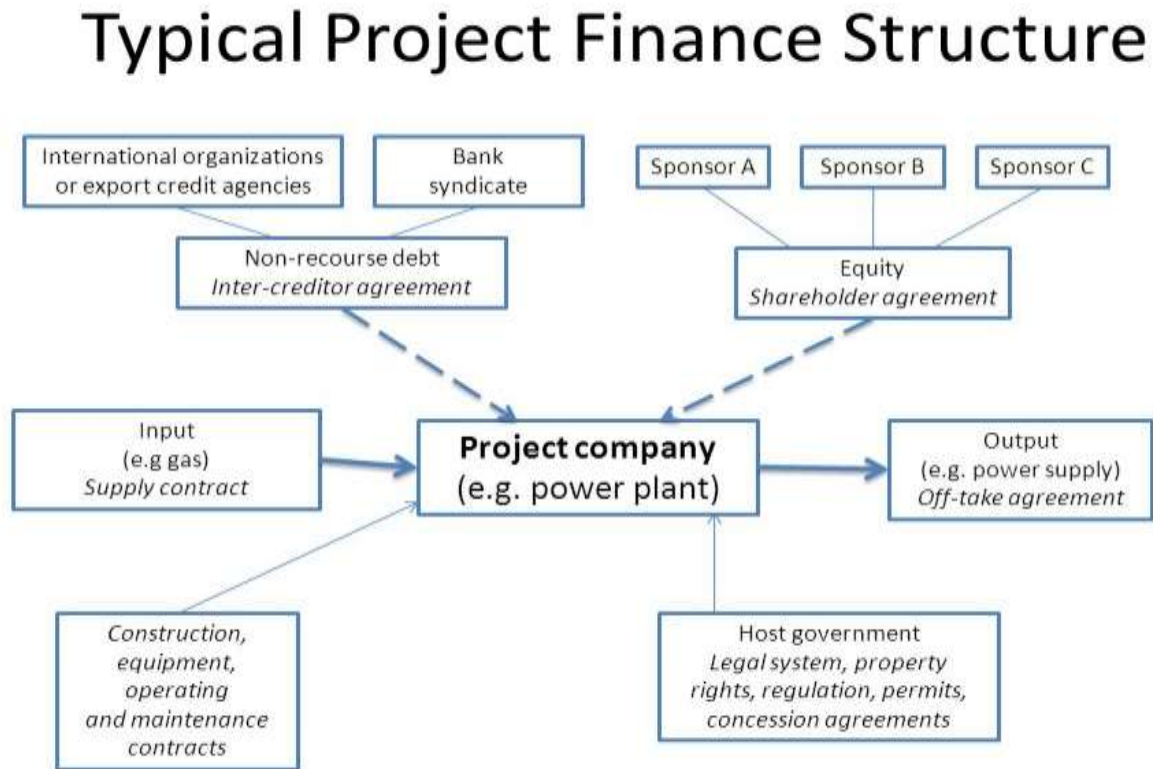 Typical Project Finance Structure
International organizations
or export credit agencies
Bank
syndicate
Sponsor A
Sponsor B
Sponsor C
Non-recourse debt
Inter-creditor agreement
Equity
Shareholder agreement
Input
(e.g gas)
Supply contract
Project company
(e.g. power plant)
Output
(e.g. power supply)
Off-take agreement
Construction,
equipment,
operating
and maintenance
contracts
Host government
Legal system, property
rights, regulation, permits,
concession agreements